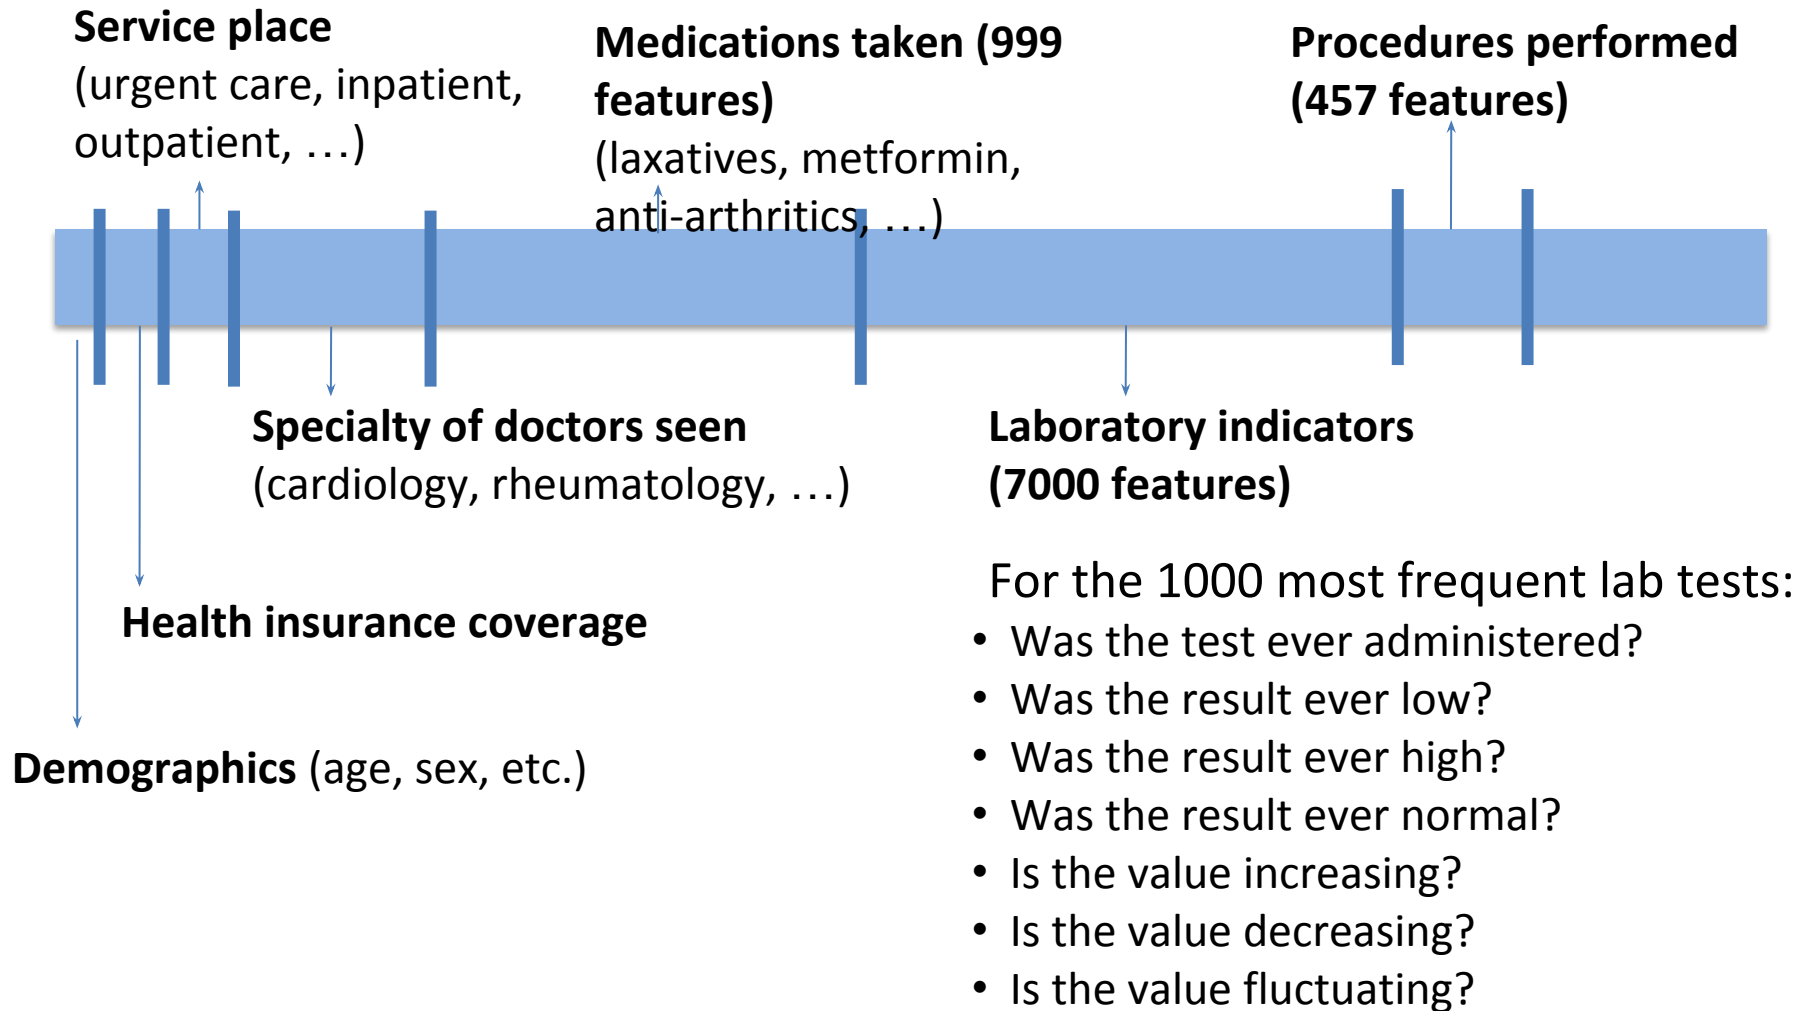 Service place
(urgent care, inpatient,
outpatient, …)
Medications taken (999
features)
(laxatives, metformin,
anti-arthritics, …)
Procedures performed
(457 features)
Specialty of doctors seen
(cardiology, rheumatology, …)
Laboratory indicators
(7000 features)
Health insurance coverage
Demographics (age, sex, etc.)
For the 1000 most frequent lab tests:
• Was the test ever administered?
• Was the result ever low?
• Was the result ever high?
• Was the result ever normal?
• Is the value increasing?
• Is the value decreasing?
• Is the value fluctuating?